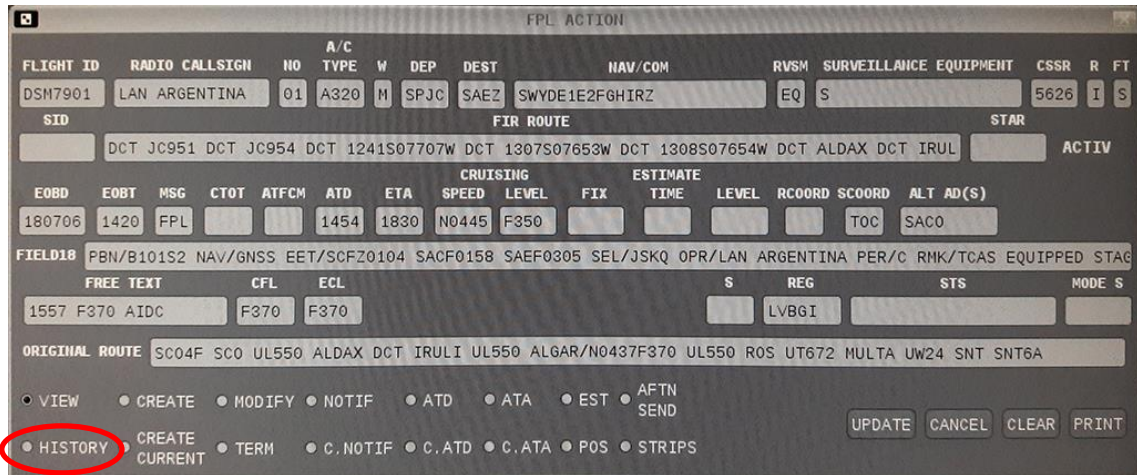 FPL ACTION
A/C
FLIGHT ID RADIO CALLSIGN NO TYPE W DEP DEST NAV/COM RVSM SURVEILLANCE EQUIPMENT CSSR R FT
DSM7901 LAN ARGENTINA 01 A320 M SPJC SAEZ SWYDE1E2FGHIRZ EQ S 5626 I S
SID FIR ROUTE STAR
DCT JC951 DCT JC954 DCT 1241S07707W DCT 1307S07653W DCT 1308S07654W DCT ALDAX DCT IRUL ACTIV
CRUISING ESTIMATE
EOBD EOBT MSG CTOT ATFCM ATD ETA SPEED LEVEL FIX TIME LEVEL RCOORD SCOORD ALT AD(S)
180706 1420 FPL 1454 1830 N0445 F350 TOC SACO
FIELD18 PBN/B101S2 NAV/GNSS EET/SCFZ0104 SACF0158 SAEF0305 SEL/JSKQ OPR/LAN ARGENTINA PER/C RMK/TCAS EQUIPPED STAG
FREE TEXT CFL ECL S REG STS MODE S
1557 F370 AIDC F370 F370 LVBGI
ORIGINAL ROUTE SCO4F SCO UL550 ALDAX DCT IRULI UL550 ALGAR/N0437F370 UL550 ROS UT672 MULTA UW24 SNT SNT6A
VIEW CREATE MODIFY NOTIF ATD ATA EST AFTN SEND
UPDATE CANCEL CLEAR PRINT
HISTORY CREATE CURRENT TERM C.NOTIF C.ATD C.ATA POS STRIPS